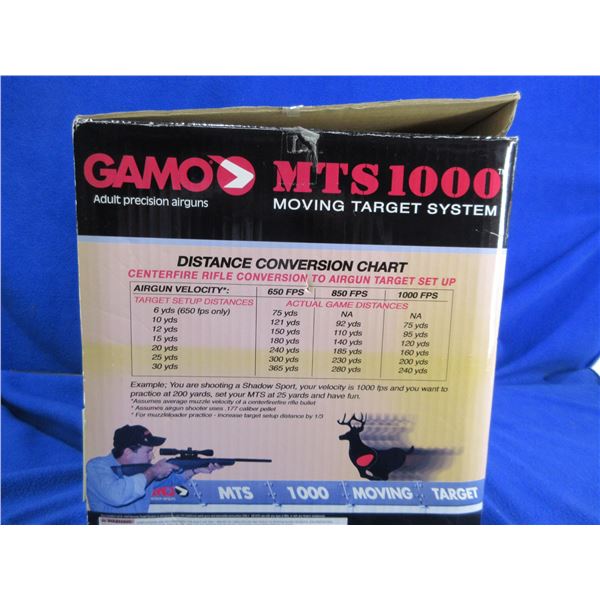 GAMO MTS 1000™
Adult precision airguns MOVING TARGET SYSTEM
DISTANCE CONVERSION CHART
CENTERFIRE RIFLE CONVERSION TO AIRGUN TARGET SET UP
AIRGUN VELOCITY*: 650 FPS 850 FPS 1000 FPS
TARGET SETUP DISTANCES ACTUAL GAME DISTANCES
6 yds (650 fps only) 75 yds NA NA
10 yds 121 yds 92 yds 75 yds
12 yds 150 yds 110 yds 95 yds
15 yds 180 yds 140 yds 120 yds
20 yds 240 yds 185 yds 160 yds
25 yds 300 yds 230 yds 200 yds
30 yds 365 yds 280 yds 240 yds
Example; You are shooting a Shadow Sport, your velocity is 1000 fps and you want to
practice at 200 yards, set your MTS at 25 yards and have fun.
*Assumes average muzzle velocity of a centerfirerifle bullet
*Assumes airgun shooter uses .177 caliber pellet
* For muzzleloader practice - increase target setup distance by 1/3
MTS 1000 MOVING TARGET